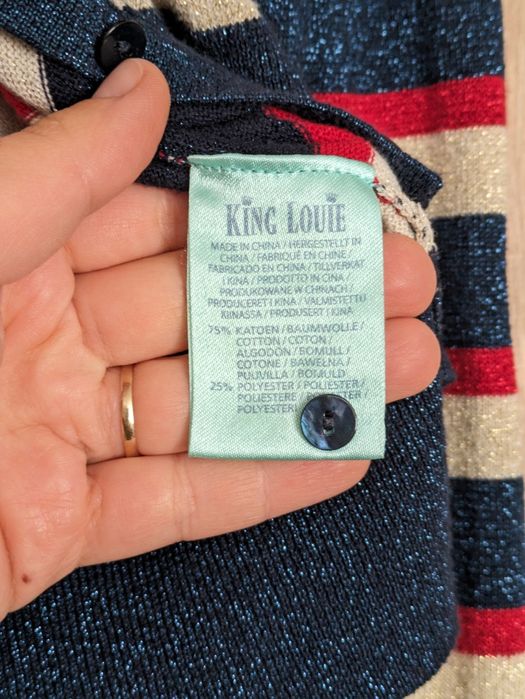 KING LOUIE
MADE IN CHINA / HERGESTELLT IN
CHINA / FABRIQUÉ EN CHINE /
FABRICADO EN CHINA / TILLVERKAT
I KINA / PRODOTTO IN CINA /
PRODUKOWANE W CHINACH /
PRODUCERET I KINA / VALMISTETTU
KIINASSA / PRODUSERT I KINA /
75% KATOEN / BAUMWOLLE /
COTTON / COTON /
ALGODÓN / BOMULL /
COTONE / BAWEŁNA /
PUUVILLA / BOMULD
25% POLYESTER / POLIESTER /
POLIESTERE / /
POLYESTER